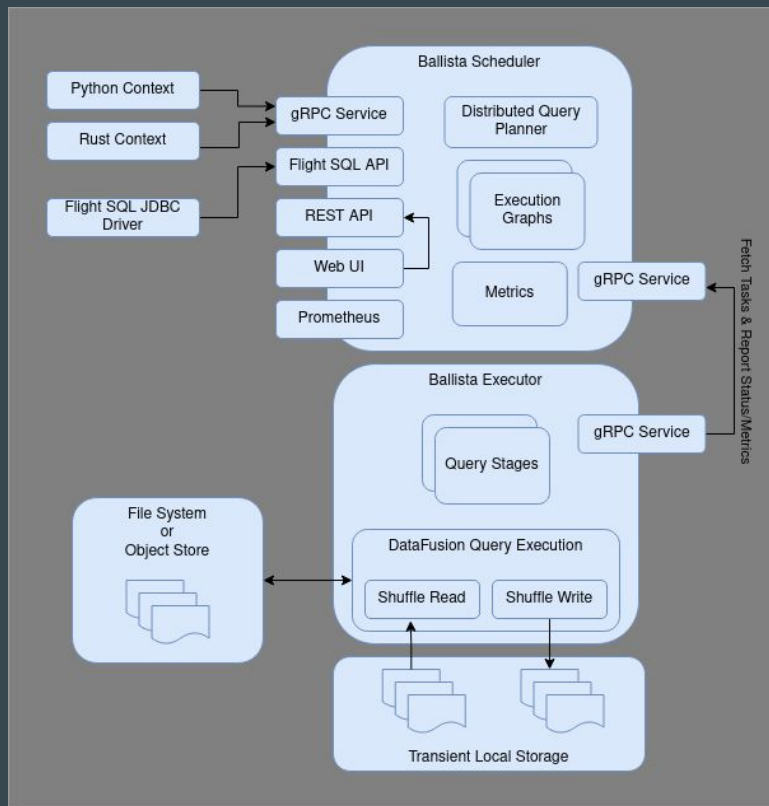 Ballista Scheduler
Python Context
Rust Context
Flight SQL JDBC
Driver
gRPC Service
Flight SQL API
REST API
Web UI
Prometheus
Distributed Query
Planner
Execution
Graphs
Metrics
gRPC Service
Fetch Tasks & Report Status/Metrics
Ballista Executor
gRPC Service
Query Stages
File System
or
Object Store
DataFusion Query Execution
Shuffle Read
Shuffle Write
Transient Local Storage